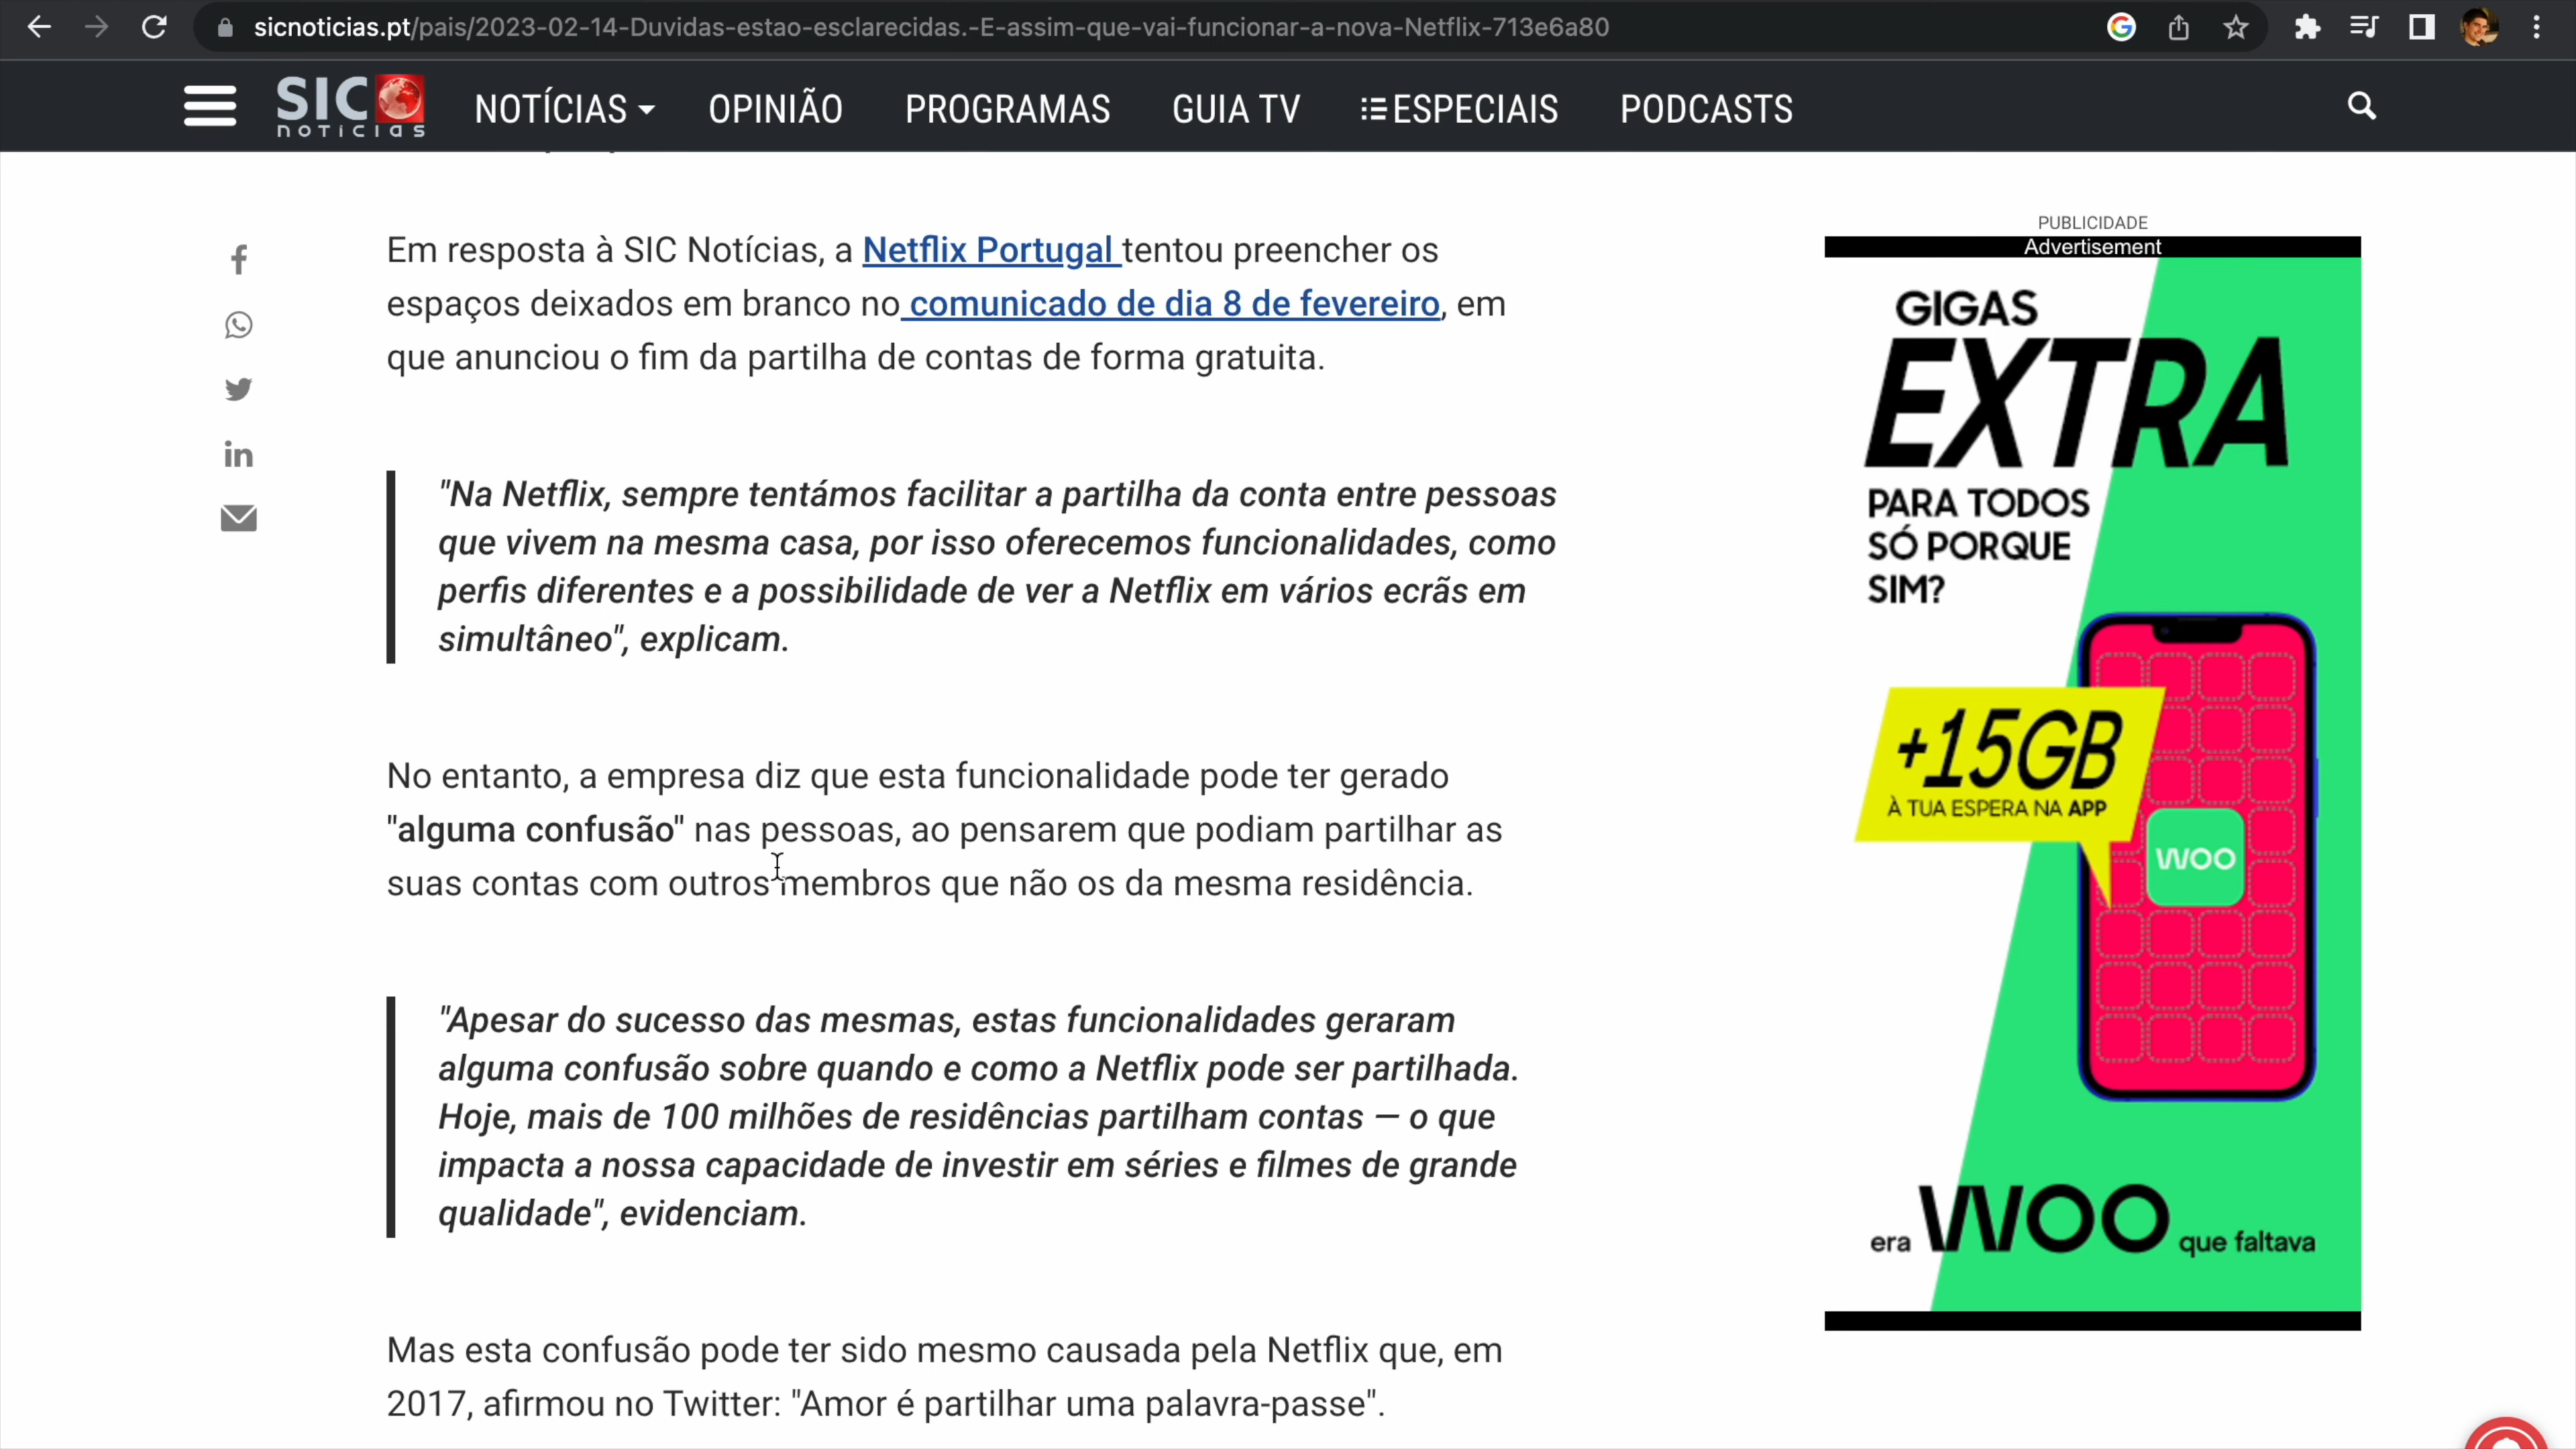 sicnoticias.pt/pais/2023-02-14-Duvidas-estao-esclarecidas.-E-assim-que-vai-funcionar-a-nova-Netflix-713e6a80
SIC
notícias
NOTÍCIAS
OPINIÃO
PROGRAMAS
GUIA TV
ESPECIAIS
PODCASTS
Em resposta à SIC Notícias, a Netflix Portugal tentou preencher os
espaços deixados em branco no comunicado de dia 8 de fevereiro, em
que anunciou o fim da partilha de contas de forma gratuita.
"Na Netflix, sempre tentámos facilitar a partilha da conta entre pessoas
que vivem na mesma casa, por isso oferecemos funcionalidades, como
perfis diferentes e a possibilidade de ver a Netflix em vários ecrãs em
simultâneo", explicam.
No entanto, a empresa diz que esta funcionalidade pode ter gerado
"alguma confusão" nas pessoas, ao pensarem que podiam partilhar as
suas contas com outros membros que não os da mesma residência.
"Apesar do sucesso das mesmas, estas funcionalidades geraram
alguma confusão sobre quando e como a Netflix pode ser partilhada.
Hoje, mais de 100 milhões de residências partilham contas — o que
impacta a nossa capacidade de investir em séries e filmes de grande
qualidade", evidenciam.
Mas esta confusão pode ter sido mesmo causada pela Netflix que, em
2017, afirmou no Twitter: "Amor é partilhar uma palavra-passe".
PUBLICIDADE
Advertisement
GIGAS
EXTRA
PARA TODOS
SÓ PORQUE
SIM?
+15GB
À TUA ESPERA NA APP
WOO
era WOO que faltava